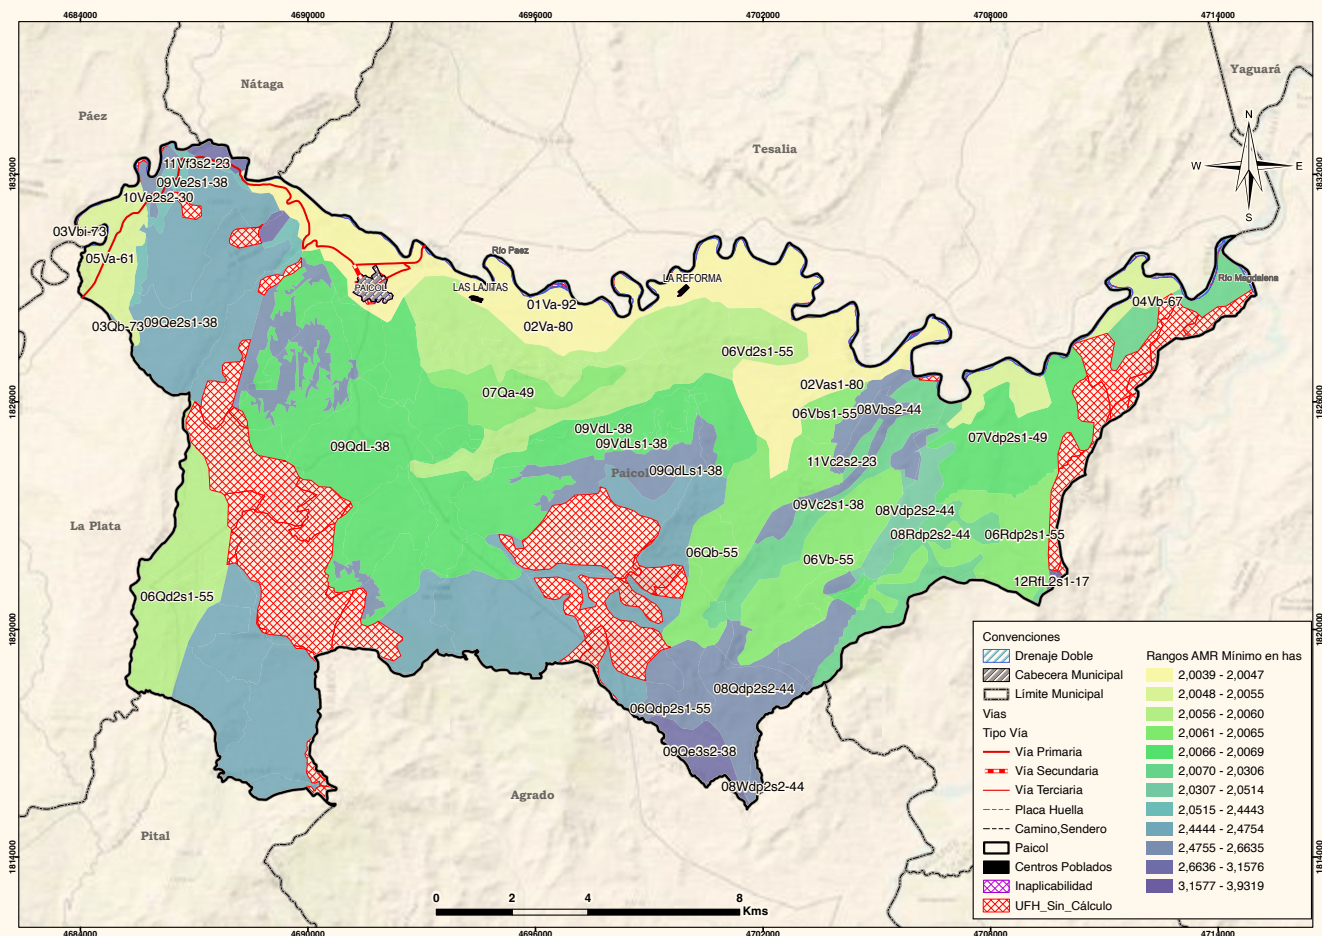 4684000
4690000
4696000
4702000
4708000
4714000
Yaguará
Nátaga
Páez
N
Tesalia
W
E
S
1832000
1832000
11Vf3s2-23
09Ve2s1-38
10Ve2s2-30
03Vbi-73
05Va-61
Río Paez
Río Magdalena
LA REFORMA
PAICOL
LAS LAJITAS
01Va-92
04Vb-67
03Qb-73
09Qe2s1-38
02Va-80
06Vd2s1-55
02Vas1-80
07Qa-49
1826000
1826000
06Vbs1-55
08Vbs2-44
09VdL-38
09VdLs1-38
07Vdp2s1-49
09QdL-38
11Vc2s2-23
Paicol
09QdLs1-38
09Vc2s1-38
08Vdp2s2-44
La Plata
08Rdp2s2-44
06Rdp2s1-55
06Qb-55
06Vb-55
12RfL2s1-17
06Qd2s1-55
1820000
1820000
08Qdp2s2-44
06Qdp2s1-55
09Qe3s2-38
08Wdp2s2-44
Agrado
Pital
1814000
1814000
Convenciones
Drenaje Doble
Cabecera Municipal
Límite Municipal
Vias
Tipo Vía
Vía Primaria
Vía Secundaria
Vía Terciaria
Placa Huella
Camino,Sendero
Paicol
Centros Poblados
Inaplicabilidad
UFH_Sin_Cálculo
Rangos AMR Mínimo en has
2,0039 - 2,0047
2,0048 - 2,0055
2,0056 - 2,0060
2,0061 - 2,0065
2,0066 - 2,0069
2,0070 - 2,0306
2,0307 - 2,0514
2,0515 - 2,4443
2,4444 - 2,4754
2,4755 - 2,6635
2,6636 - 3,1576
3,1577 - 3,9319
0 2 4 8
Kms
4684000
4690000
4696000
4702000
4708000
4714000